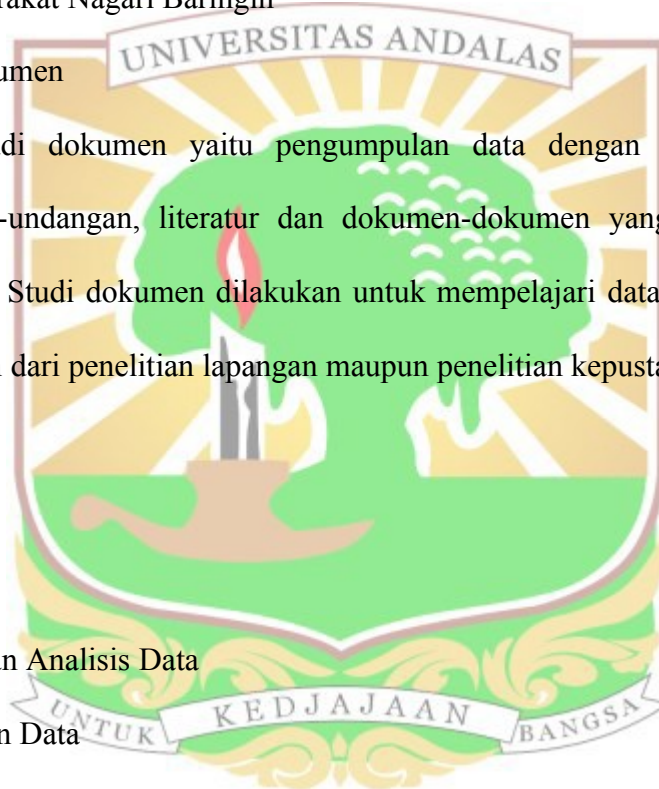 rakat Nagari Baringin
UNIVERSITAS ANDALAS
umen
di dokumen yaitu pengumpulan data dengan
-undangan, literatur dan dokumen-dokumen yang
Studi dokumen dilakukan untuk mempelajari data
dari penelitian lapangan maupun penelitian kepusta
n Analisis Data
UNTUK KEDJAJAAN BANGSA
n Data